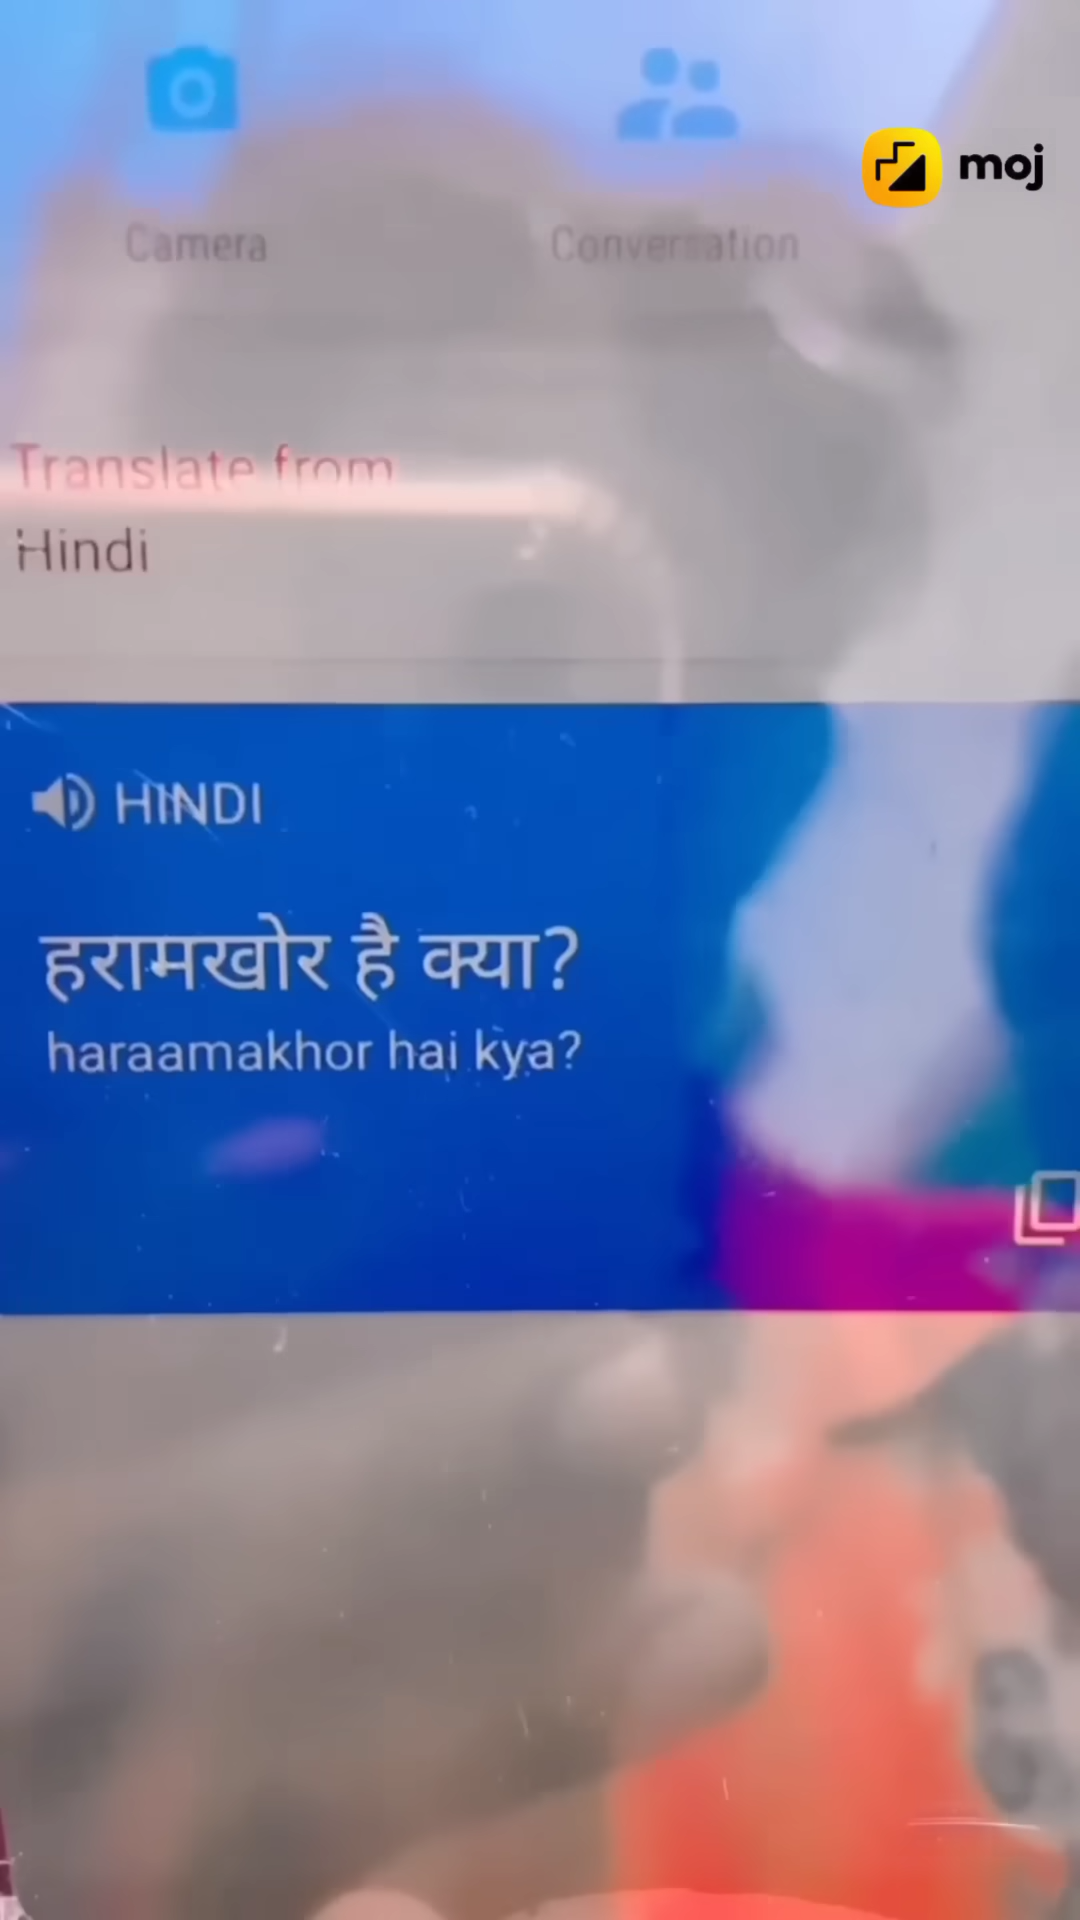 moj
Camera
Conversation
Translate from
Hindi
HINDI
हरामखोर है क्या?
haraamakhor hai kya?